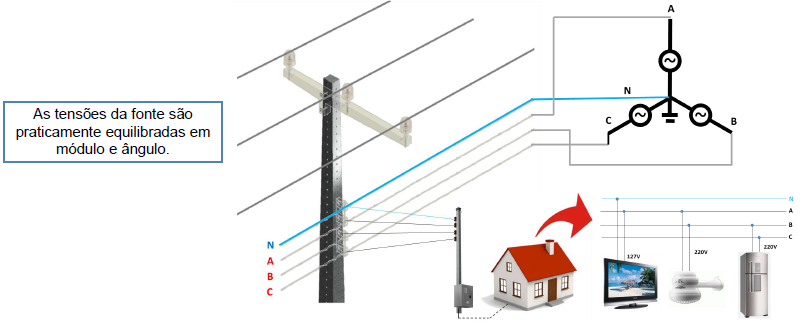 As tensões da fonte são
praticamente equilibradas em
módulo e ângulo.
A
N
C
B
N
A
B
C
N
A
B
C
127V
220V
220V